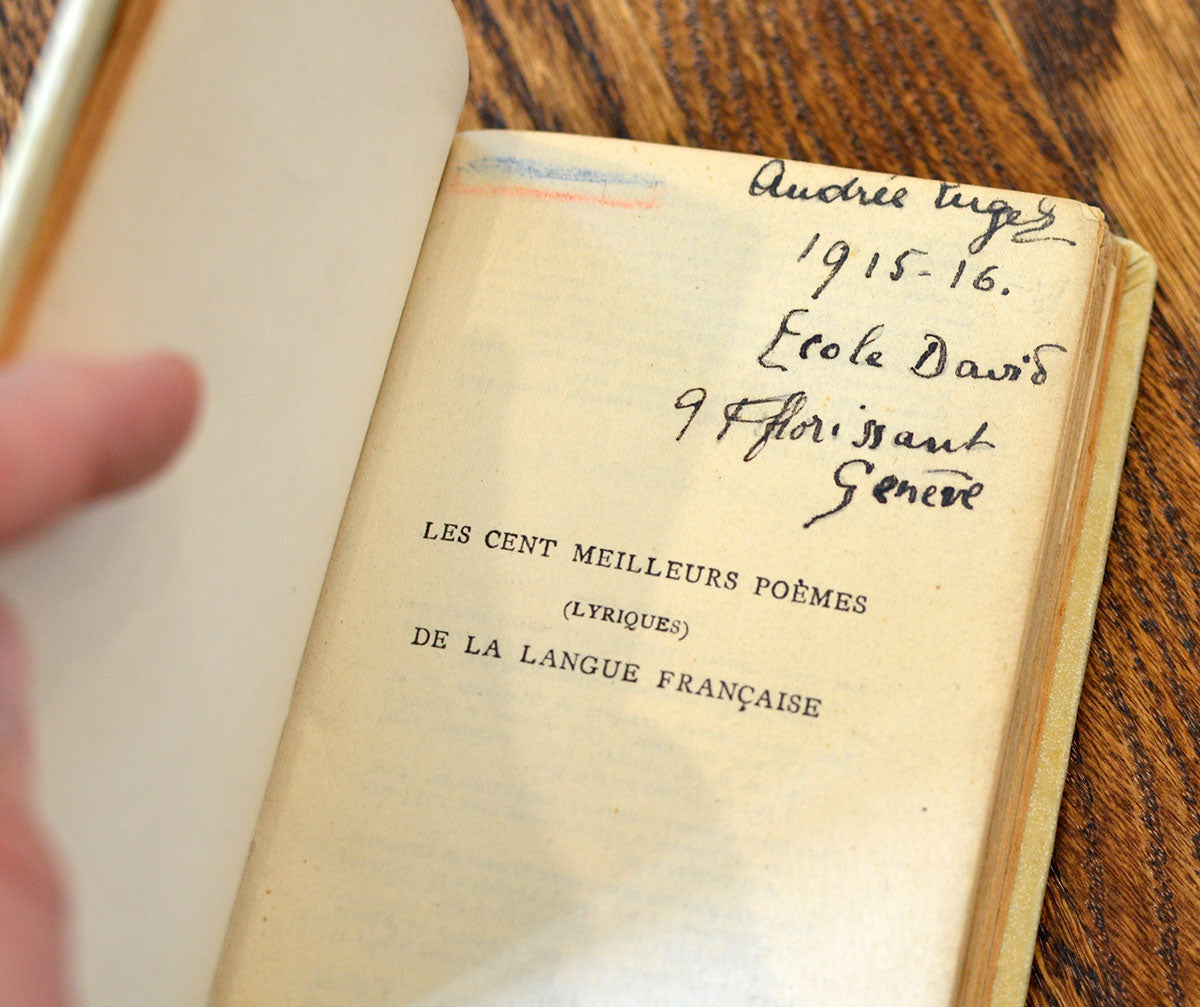 Andrée
1915-16.
Ecole David
9 Florissant
Genève
LES CENT MEILLEURS POÈMES
(LYRIQUES)
DE LA LANGUE FRANÇAISE